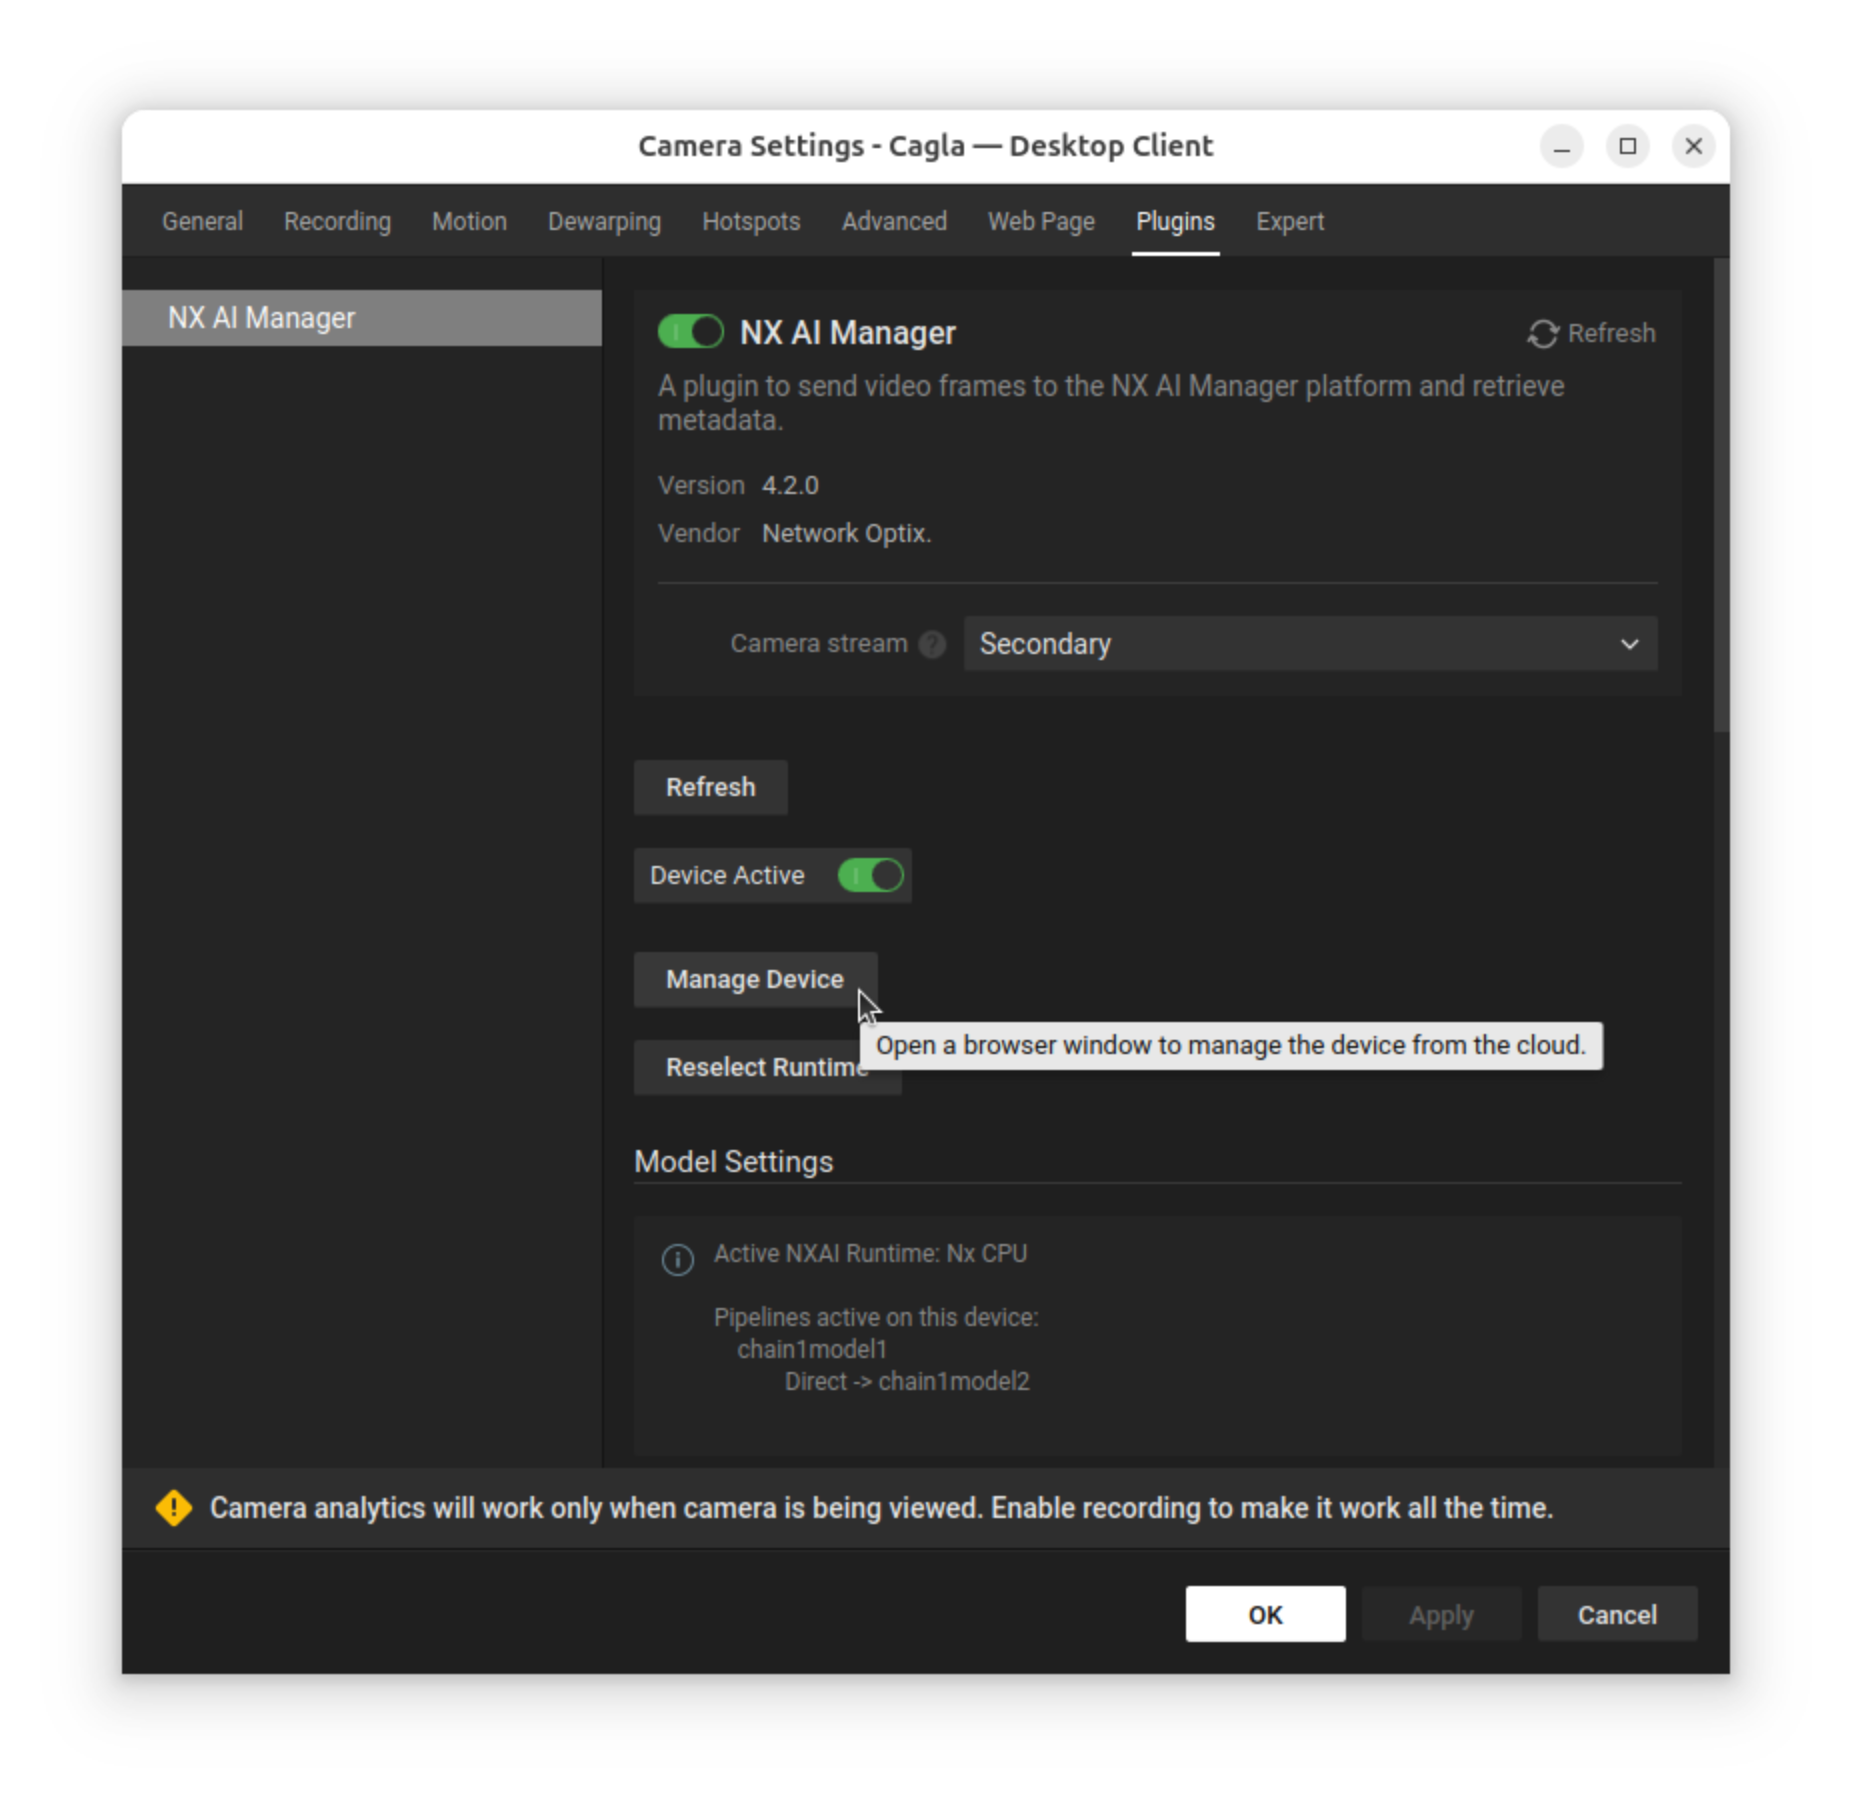 Camera Settings - Cagla — Desktop Client
General Recording Motion Dewarping Hotspots Advanced Web Page Plugins Expert
NX AI Manager
NX AI Manager
Refresh
A plugin to send video frames to the NX AI Manager platform and retrieve
metadata.
Version 4.2.0
Vendor Network Optix.
Camera stream ? Secondary
Refresh
Device Active
Manage Device
Open a browser window to manage the device from the cloud.
Reselect Runtime
Model Settings
Active NXAI Runtime: Nx CPU
Pipelines active on this device:
chain1model1
Direct -> chain1model2
Camera analytics will work only when camera is being viewed. Enable recording to make it work all the time.
OK Apply Cancel